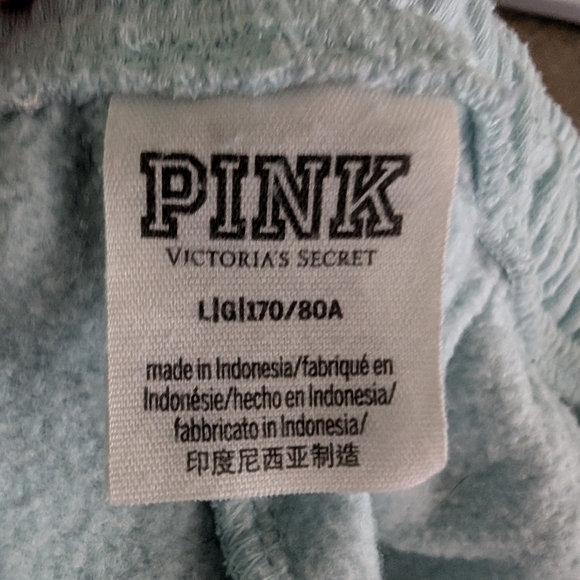 PINK
VICTORIA'S SECRET
L|G|170/80A
made in Indonesia/fabriqué en
Indonésie/hecho en Indonesia/
fabbricato in Indonesia/
印度尼西亚制造